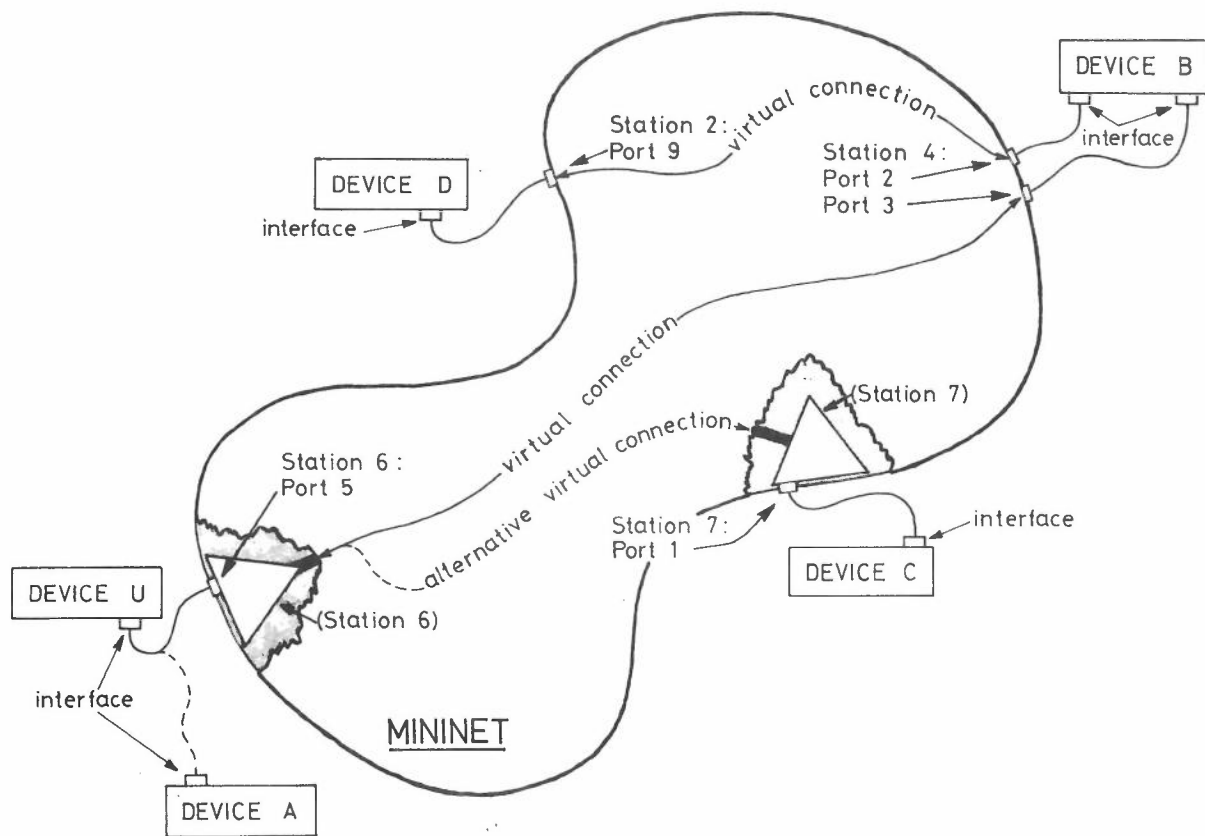 DEVICE B
interface
virtual connection
Station 2:
Port 9
Station 4:
Port 2
Port 3
DEVICE D
interface
virtual connection
(Station 7)
alternative virtual connection
Station 6:
Port 5
Station 7:
Port 1
interface
DEVICE C
DEVICE U
(Station 6)
interface
MININET
DEVICE A